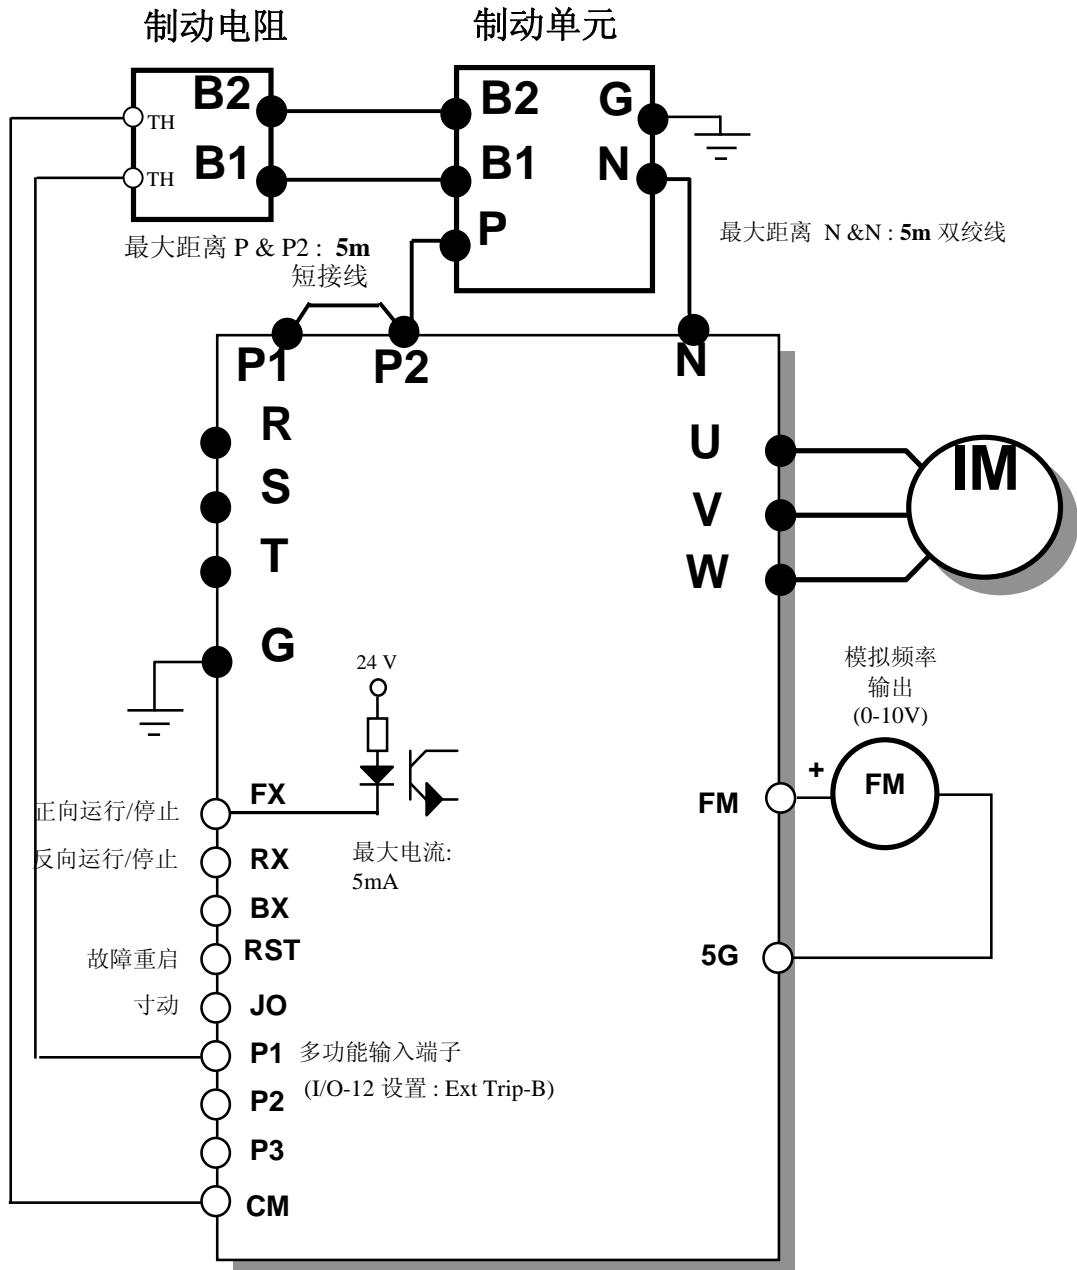 制动电阻
制动单元
B2
B1
TH
TH
B2
B1
P
G
N
最大距离 P & P2 : 5m
短接线
最大距离 N &N : 5m 双绞线
P1
P2
N
R
S
T
G
U
V
W
IM
24 V
模拟频率
输出
(0-10V)
+
FM
FM
5G
最大电流:
5mA
正向运行/停止
FX
反向运行/停止
RX
BX
故障重启
RST
寸动
JO
P1
多功能输入端子
(I/O-12 设置 : Ext Trip-B)
P2
P3
CM